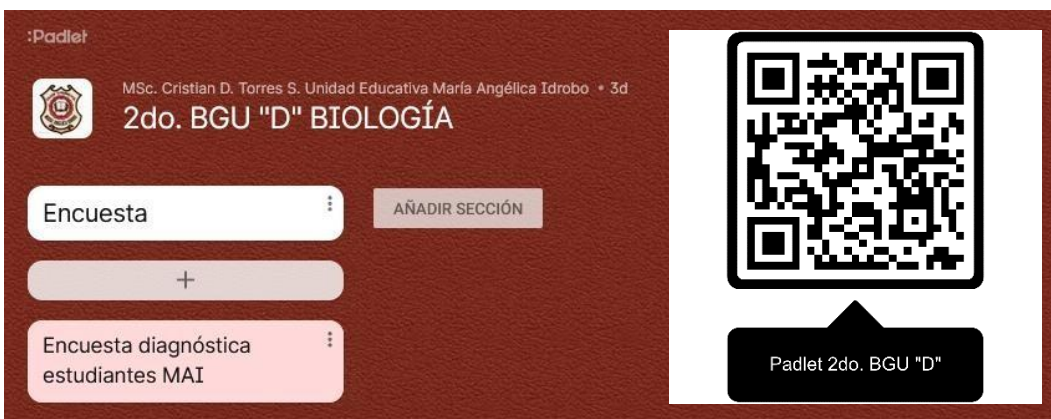 :Padlet
MSc. Cristian D. Torres S. Unidad Educativa María Angélica Idrobo • 3d
2do. BGU "D" BIOLOGÍA
Encuesta
AÑADIR SECCIÓN
+
Encuesta diagnóstica
estudiantes MAI
Padlet 2do. BGU "D"